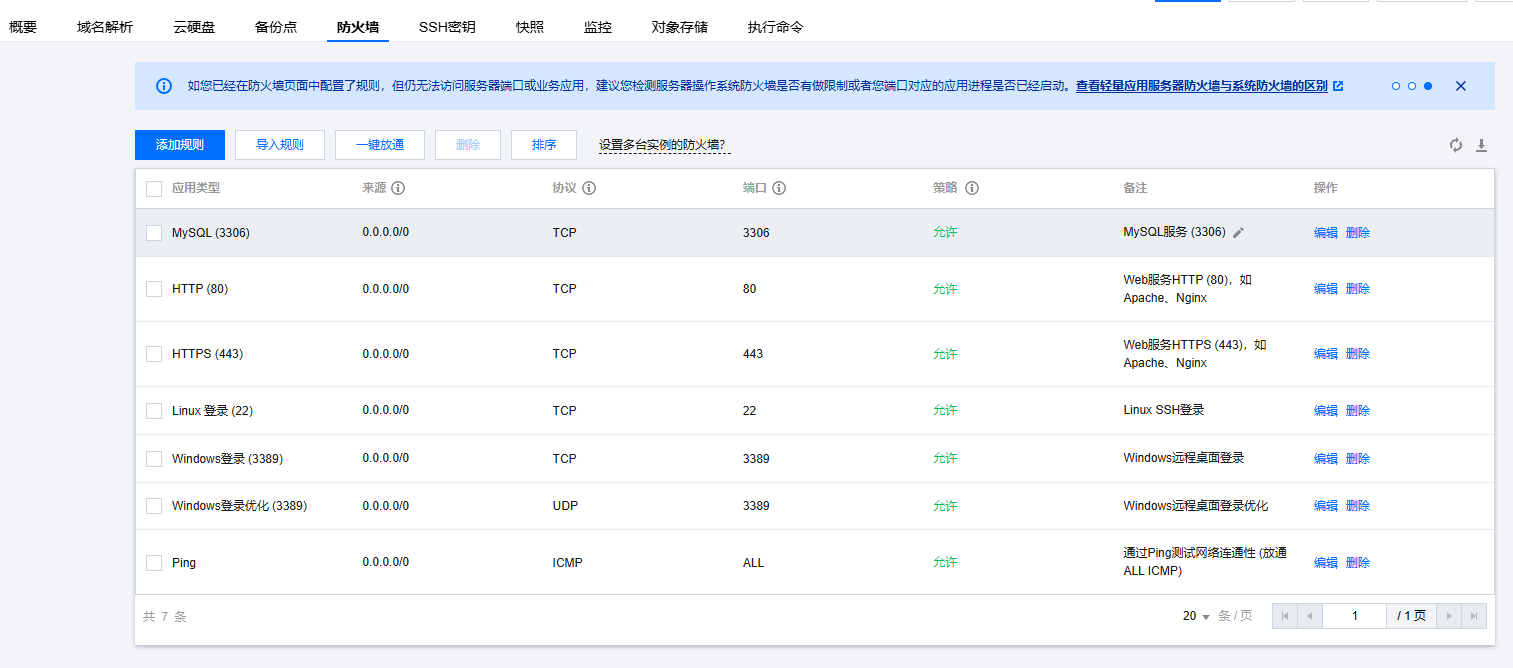 概要 域名解析 云硬盘 备份点 防火墙 SSH密钥 快照 监控 对象存储 执行命令
如您已经在防火墙页面中配置了规则，但仍无法访问服务器端口或业务应用，建议您检测服务器操作系统防火墙是否有做限制或者您端口对应的应用进程是否已经启动。查看轻量应用服务器防火墙与系统防火墙的区别
添加规则 导入规则 一键放通 删除 排序 设置多台实例的防火墙？
应用类型 来源 协议 端口 策略 备注 操作
MySQL (3306) 0.0.0.0/0 TCP 3306 允许 MySQL服务 (3306) 编辑 删除
HTTP (80) 0.0.0.0/0 TCP 80 允许 Web服务HTTP (80)，如
Apache、Nginx 编辑 删除
HTTPS (443) 0.0.0.0/0 TCP 443 允许 Web服务HTTPS (443)，如
Apache、Nginx 编辑 删除
Linux 登录 (22) 0.0.0.0/0 TCP 22 允许 Linux SSH登录 编辑 删除
Windows登录 (3389) 0.0.0.0/0 TCP 3389 允许 Windows远程桌面登录 编辑 删除
Windows登录优化 (3389) 0.0.0.0/0 UDP 3389 允许 Windows远程桌面登录优化 编辑 删除
Ping 0.0.0.0/0 ICMP ALL 允许 通过Ping测试网络连通性 (放通
ALL ICMP) 编辑 删除
共 7 条 20 条 / 页 1 / 1 页